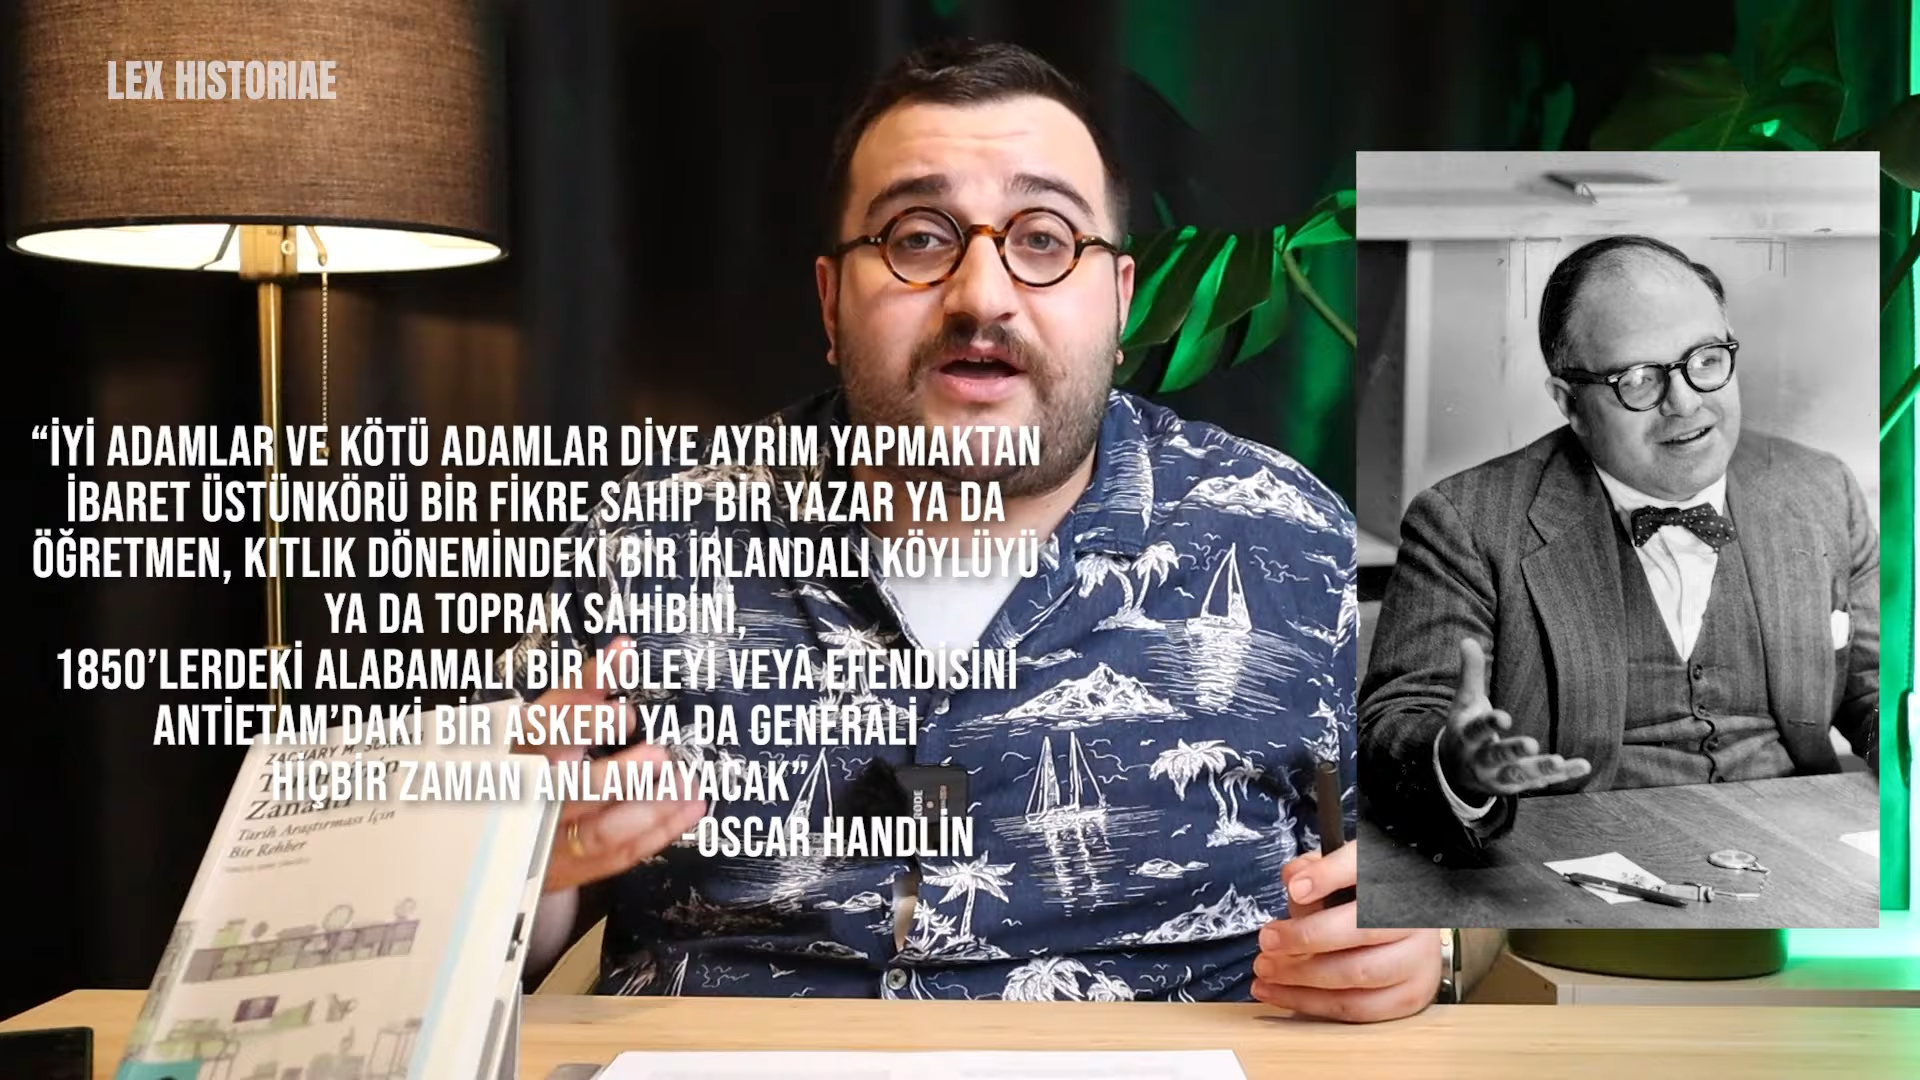 LEX HISTORIAE
“İYİ ADAMLAR VE KÖTÜ ADAMLAR DİYE AYRIM YAPMAKTAN
İBARET ÜSTÜNKÖRÜ BİR FİKRE SAHİP BİR YAZAR YA DA
ÖĞRETMEN, KITLIK DÖNEMİNDEKİ BİR İRLANDALI KÖYLÜYÜ
YA DA TOPRAK SAHİBİNİ,
1850’LERDEKİ ALABAMALI BİR KÖLEYİ VEYA EFENDİSİNİ
ANTİETAM’DAKİ BİR ASKERİ YA DA GENERALİ
HİÇBİR ZAMAN ANLAMAYACAK”
-OSCAR HANDLİN
ZACHARY M.
Zanaatı
Tarih Araştırması İçin
Bir Rehber
RODE